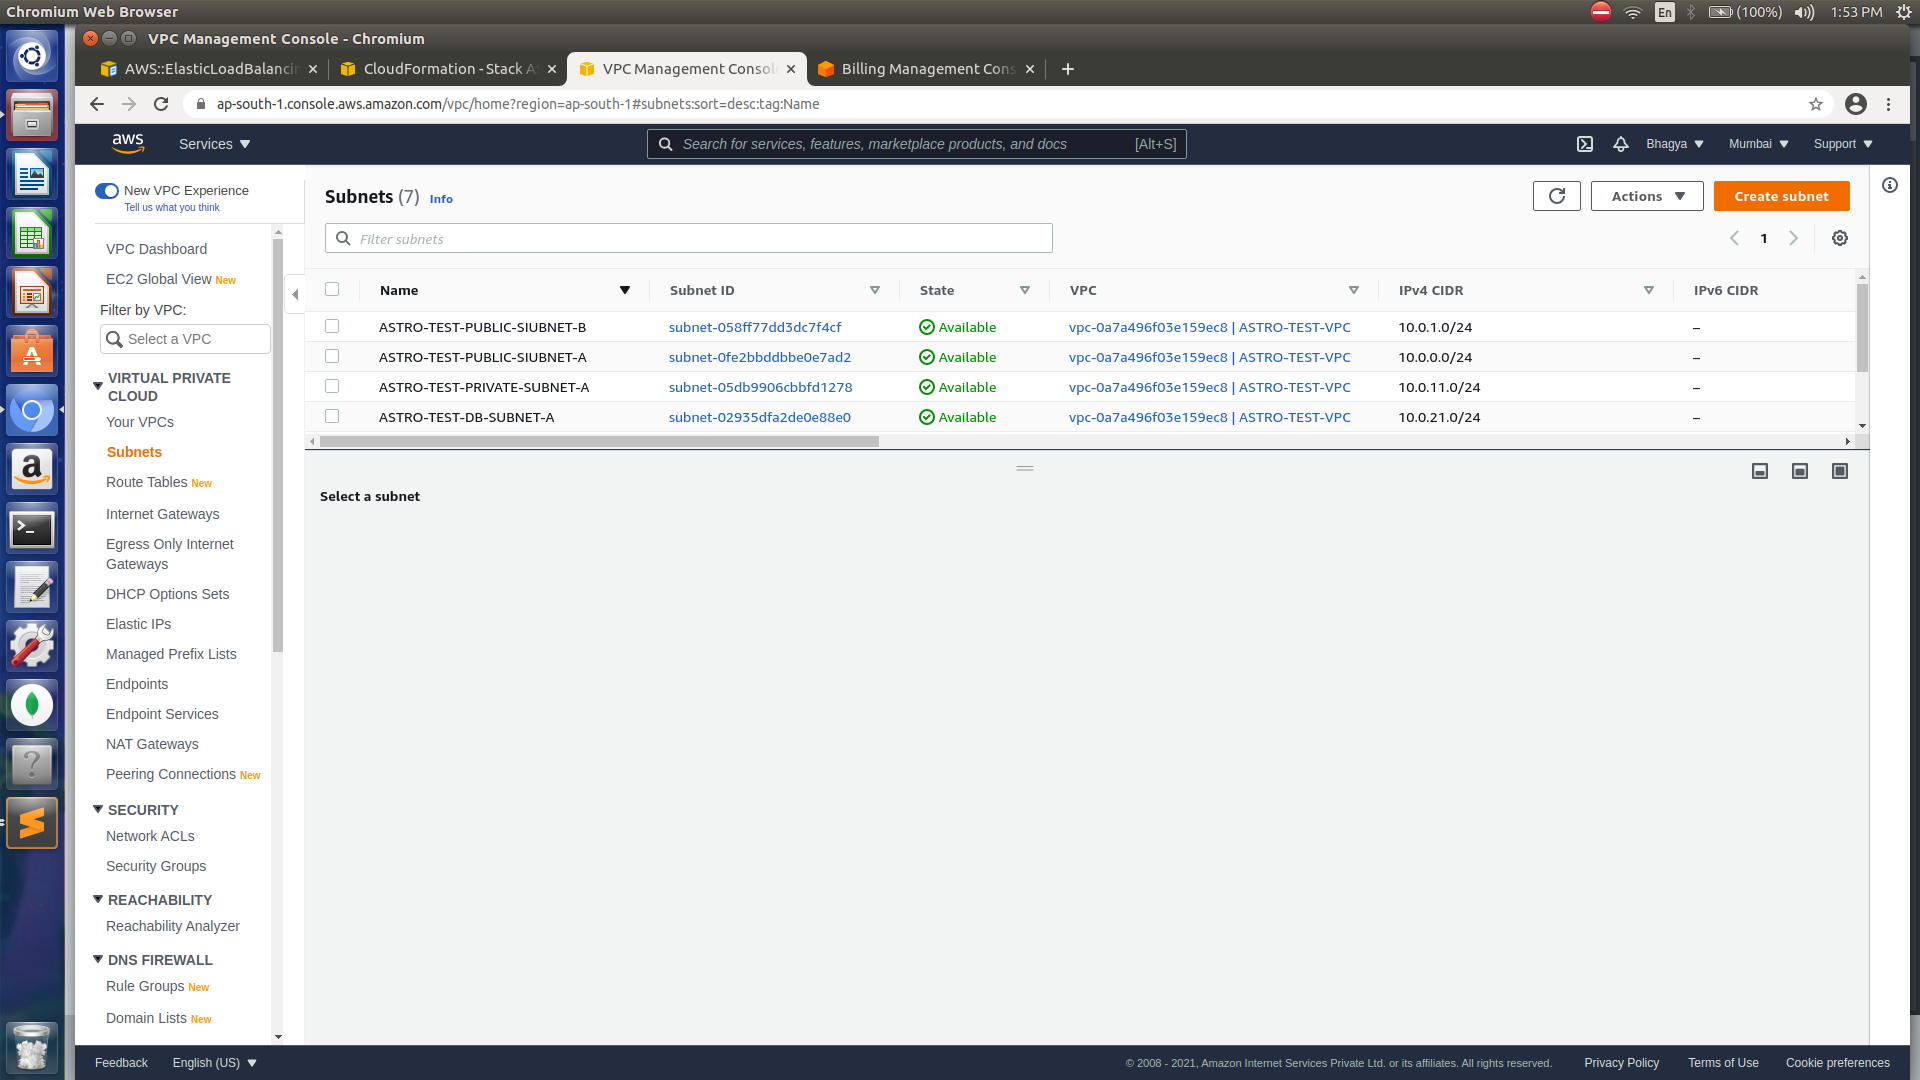 Chromium Web Browser
En
(100%)
1:53 PM
VPC Management Console - Chromium
AWS::ElasticLoadBalancin
CloudFormation - Stack AS
VPC Management Console
Billing Management Cons
ap-south-1.console.aws.amazon.com/vpc/home?region=ap-south-1#subnets:sort=desc:tag:Name
aws
Services
Search for services, features, marketplace products, and docs
[Alt+S]
Bhagya
Mumbai
Support
New VPC Experience
Tell us what you think
VPC Dashboard
EC2 Global View New
Filter by VPC:
Select a VPC
VIRTUAL PRIVATE
CLOUD
Your VPCs
Subnets
Route Tables New
Internet Gateways
Egress Only Internet
Gateways
DHCP Options Sets
Elastic IPs
Managed Prefix Lists
Endpoints
Endpoint Services
NAT Gateways
Peering Connections New
SECURITY
Network ACLs
Security Groups
REACHABILITY
Reachability Analyzer
DNS FIREWALL
Rule Groups New
Domain Lists New
Subnets (7) Info
Actions
Create subnet
Filter subnets
1
Name Subnet ID State VPC IPv4 CIDR IPv6 CIDR
ASTRO-TEST-PUBLIC-SIUBNET-B subnet-058ff77dd3dc7f4cf Available vpc-0a7a496f03e159ec8 | ASTRO-TEST-VPC 10.0.1.0/24 –
ASTRO-TEST-PUBLIC-SIUBNET-A subnet-0fe2bbddbbe0e7ad2 Available vpc-0a7a496f03e159ec8 | ASTRO-TEST-VPC 10.0.0.0/24 –
ASTRO-TEST-PRIVATE-SUBNET-A subnet-05db9906cbbfd1278 Available vpc-0a7a496f03e159ec8 | ASTRO-TEST-VPC 10.0.11.0/24 –
ASTRO-TEST-DB-SUBNET-A subnet-02935dfa2de0e88e0 Available vpc-0a7a496f03e159ec8 | ASTRO-TEST-VPC 10.0.21.0/24 –
Select a subnet
Feedback
English (US)
© 2008 - 2021, Amazon Internet Services Private Ltd. or its affiliates. All rights reserved.
Privacy Policy
Terms of Use
Cookie preferences